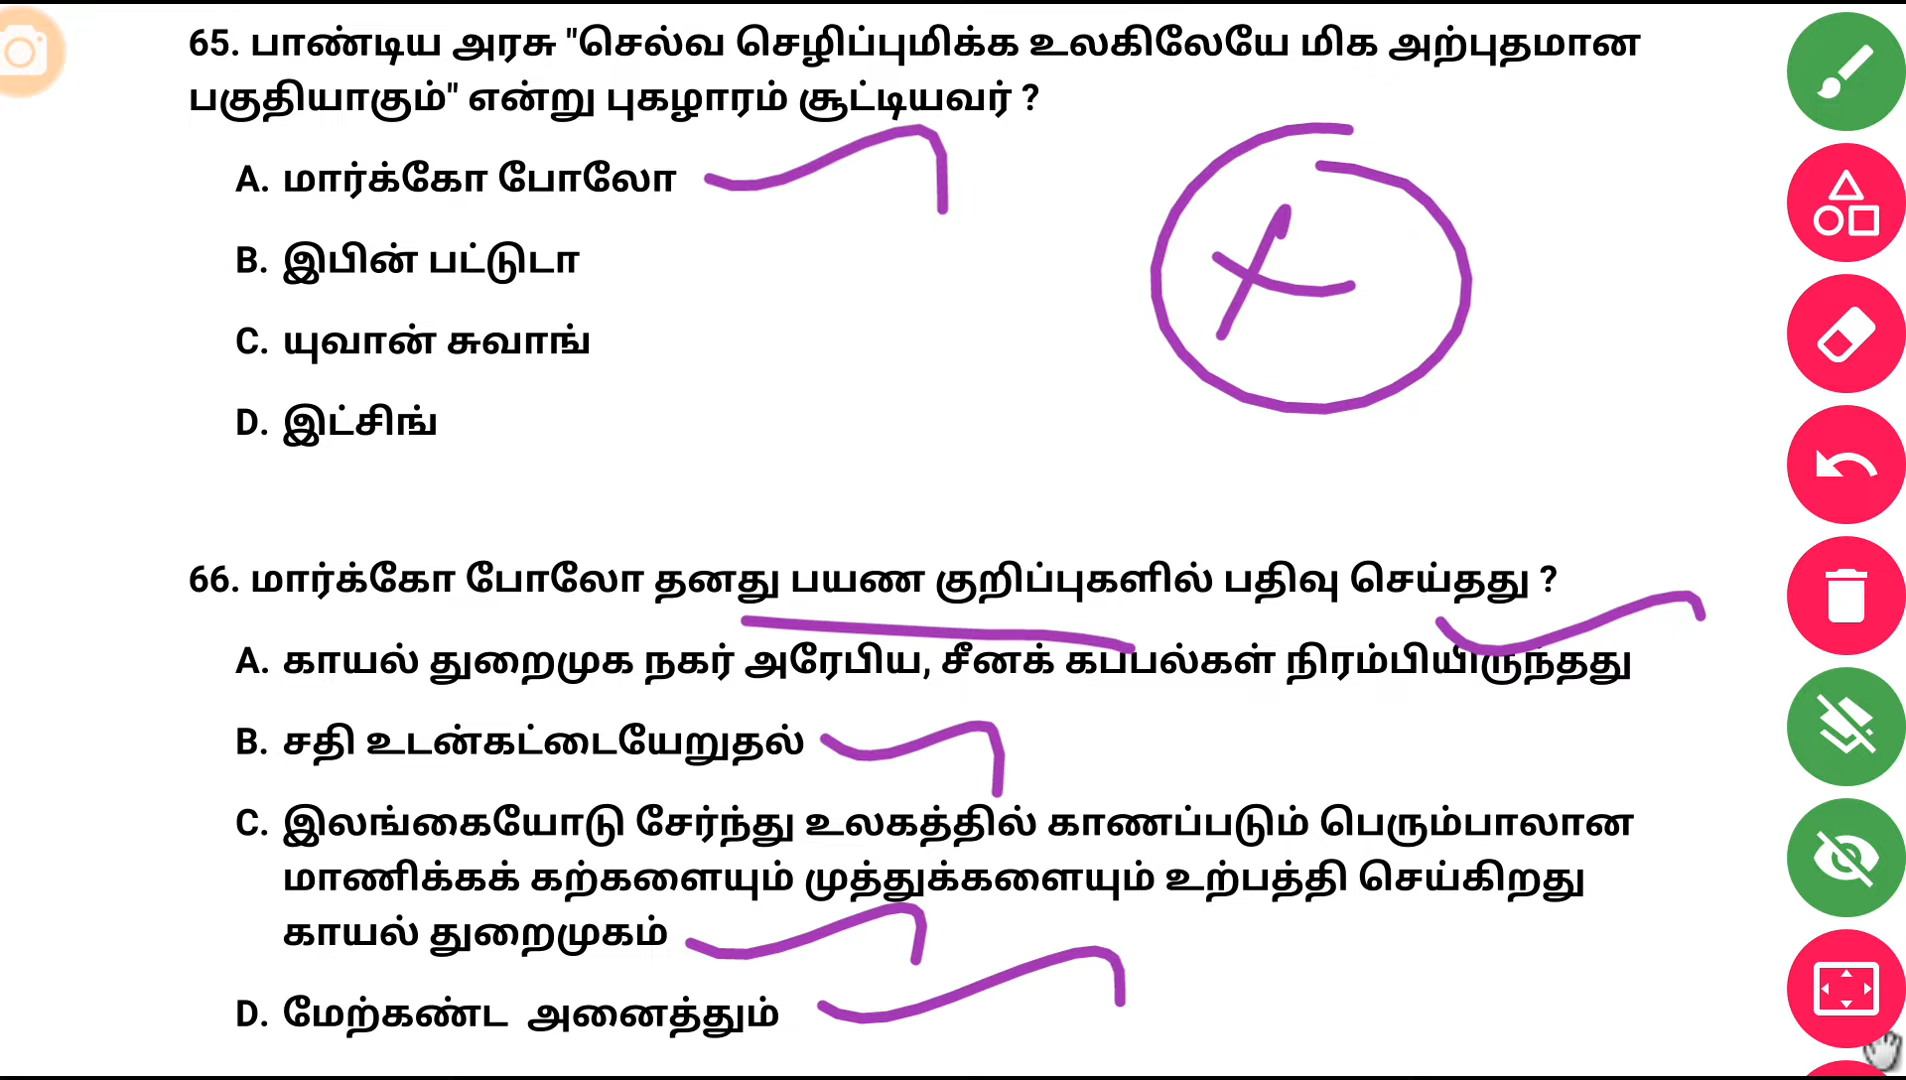 65. பாண்டிய அரசு "செல்வ செழிப்புமிக்க உலகிலேயே மிக அற்புதமான
பகுதியாகும்" என்று புகழாரம் சூட்டியவர் ?
A. மார்க்கோ போலோ
B. இபின் பட்டுடா
C. யுவான் சுவாங்
D. இட்சிங்
66. மார்க்கோ போலோ தனது பயண குறிப்புகளில் பதிவு செய்தது ?
A. காயல் துறைமுக நகர் அரேபிய, சீனக் கப்பல்கள் நிரம்பியிருந்தது
B. சதி உடன்கட்டையேறுதல்
C. இலங்கையோடு சேர்ந்து உலகத்தில் காணப்படும் பெரும்பாலான
மாணிக்கக் கற்களையும் முத்துக்களையும் உற்பத்தி செய்கிறது
காயல் துறைமுகம்
D. மேற்கண்ட அனைத்தும்